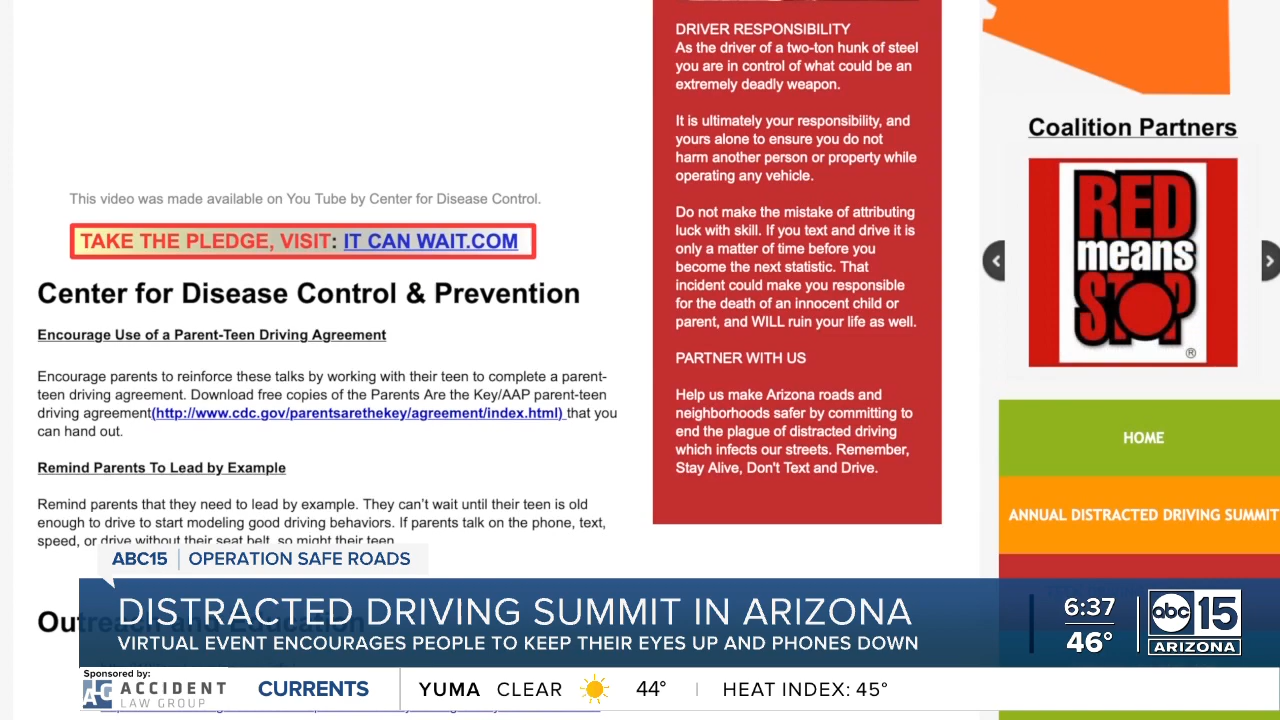 This video was made available on You Tube by Center for Disease Control.
TAKE THE PLEDGE, VISIT: IT CAN WAIT.COM
Center for Disease Control & Prevention
Encourage Use of a Parent-Teen Driving Agreement
Encourage parents to reinforce these talks by working with their teen to complete a parent-
teen driving agreement. Download free copies of the Parents Are the Key/AAP parent-teen
driving agreement(http://www.cdc.gov/parentsarethekey/agreement/index.html) that you
can hand out.
Remind Parents To Lead by Example
Remind parents that they need to lead by example. They can't wait until their teen is old
enough to drive to start modeling good driving behaviors. If parents talk on the phone, text,
speed, or drive without their seat belt, so might their teen.
Outreach and Education
DRIVER RESPONSIBILITY
As the driver of a two-ton hunk of steel
you are in control of what could be an
extremely deadly weapon.
It is ultimately your responsibility, and
yours alone to ensure you do not
harm another person or property while
operating any vehicle.
Do not make the mistake of attributing
luck with skill. If you text and drive it is
only a matter of time before you
become the next statistic. That
incident could make you responsible
for the death of an innocent child or
parent, and WILL ruin your life as well.
PARTNER WITH US
Help us make Arizona roads and
neighborhoods safer by committing to
end the plague of distracted driving
which infects our streets. Remember,
Stay Alive, Don't Text and Drive.
Coalition Partners
RED
means
STOP
®
HOME
ANNUAL DISTRACTED DRIVING SUMMIT
ABC15 | OPERATION SAFE ROADS
DISTRACTED DRIVING SUMMIT IN ARIZONA
VIRTUAL EVENT ENCOURAGES PEOPLE TO KEEP THEIR EYES UP AND PHONES DOWN
6:37
46°
abc 15
ARIZONA
Sponsored by:
AG ACCIDENT
LAW GROUP
CURRENTS
YUMA CLEAR 44° | HEAT INDEX: 45°